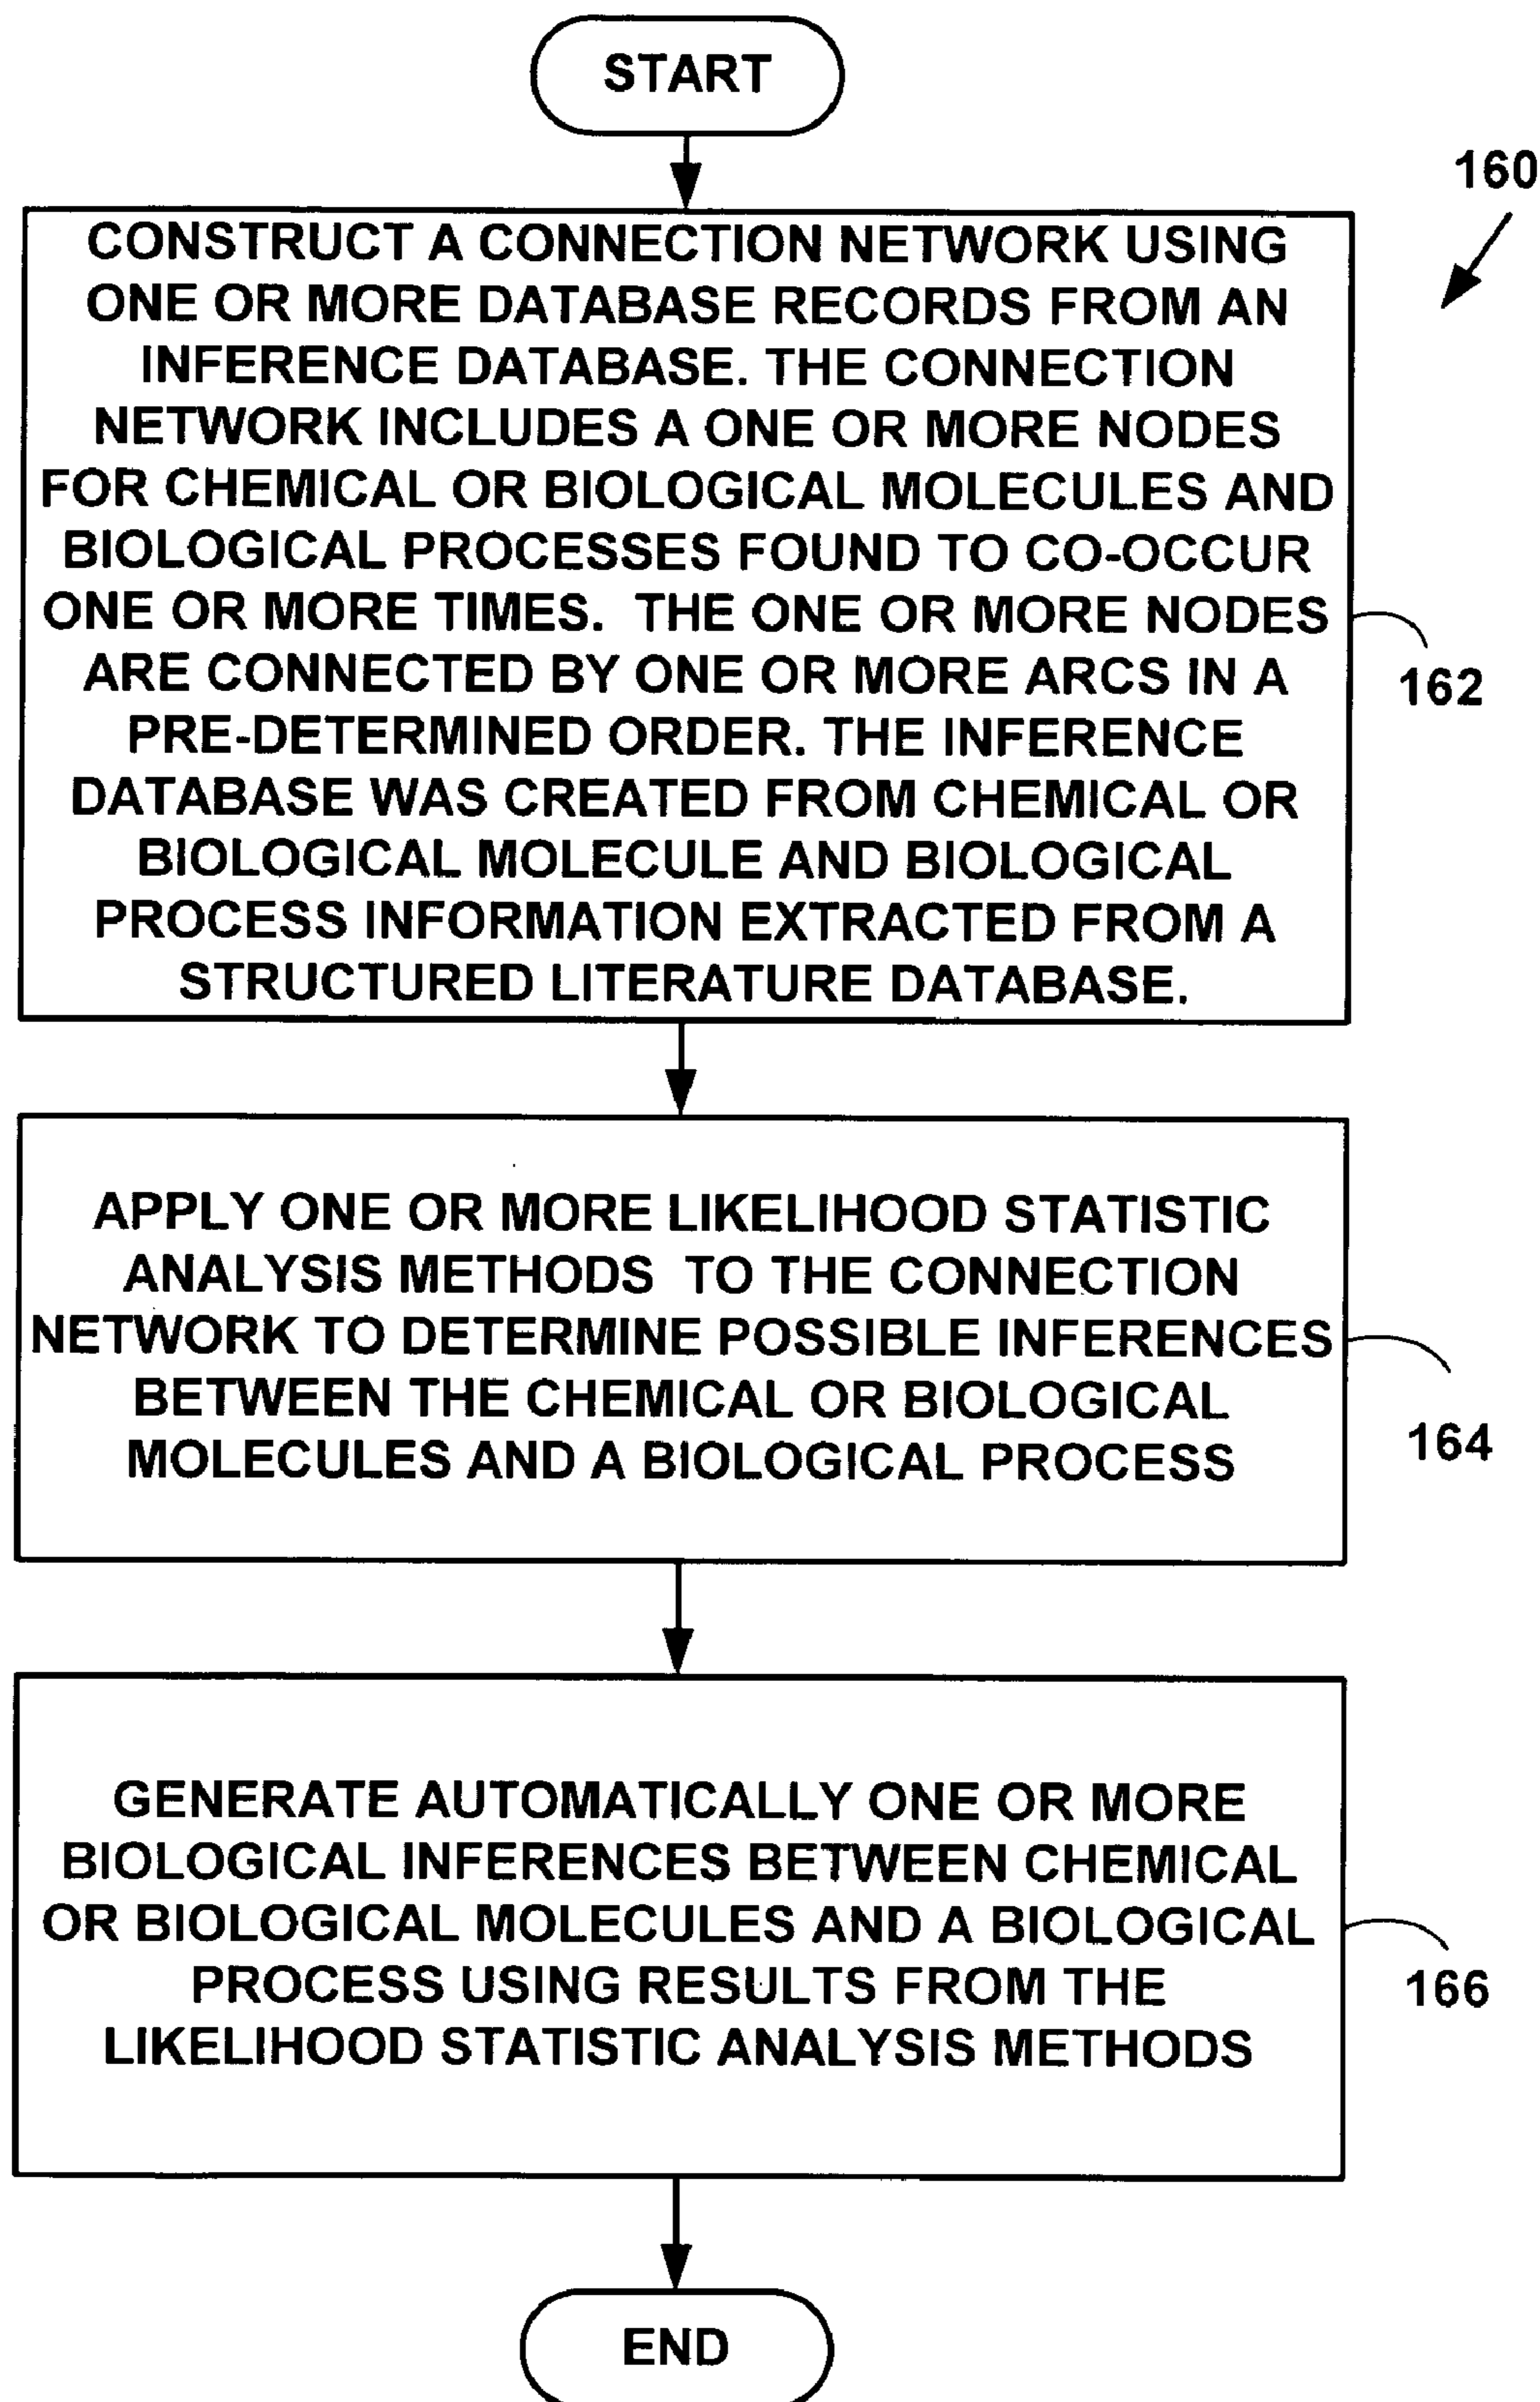 START
160
CONSTRUCT A CONNECTION NETWORK USING
ONE OR MORE DATABASE RECORDS FROM AN
INFERENCE DATABASE. THE CONNECTION
NETWORK INCLUDES A ONE OR MORE NODES
FOR CHEMICAL OR BIOLOGICAL MOLECULES AND
BIOLOGICAL PROCESSES FOUND TO CO-OCCUR
ONE OR MORE TIMES. THE ONE OR MORE NODES
ARE CONNECTED BY ONE OR MORE ARCS IN A
PRE-DETERMINED ORDER. THE INFERENCE
DATABASE WAS CREATED FROM CHEMICAL OR
BIOLOGICAL MOLECULE AND BIOLOGICAL
PROCESS INFORMATION EXTRACTED FROM A
STRUCTURED LITERATURE DATABASE.
162
APPLY ONE OR MORE LIKELIHOOD STATISTIC
ANALYSIS METHODS TO THE CONNECTION
NETWORK TO DETERMINE POSSIBLE INFERENCES
BETWEEN THE CHEMICAL OR BIOLOGICAL
MOLECULES AND A BIOLOGICAL PROCESS
164
GENERATE AUTOMATICALLY ONE OR MORE
BIOLOGICAL INFERENCES BETWEEN CHEMICAL
OR BIOLOGICAL MOLECULES AND A BIOLOGICAL
PROCESS USING RESULTS FROM THE
LIKELIHOOD STATISTIC ANALYSIS METHODS
166
END